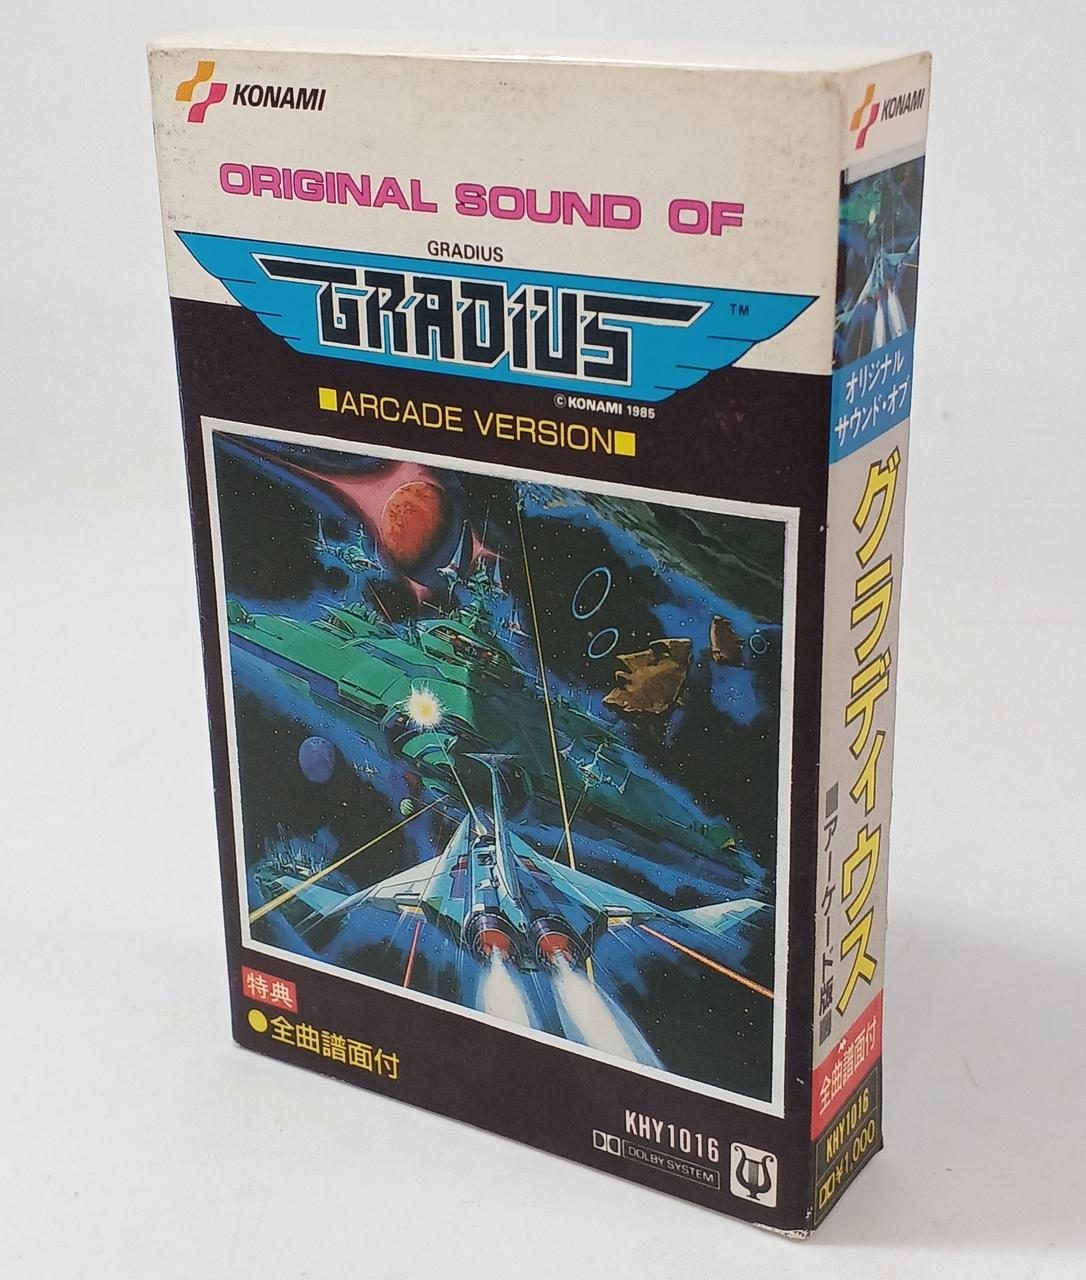 KONAMI
ORIGINAL SOUND OF
GRADIUS
GRADIUS
TM
© KONAMI 1985
■ARCADE VERSION■
特典
●全曲譜面付
KHY1016
DOLBY SYSTEM
KONAMI
オリジナル
サウンド・オブ
グラディウス
■アーケード版■
全曲譜面付
KHY1016
¥1,000